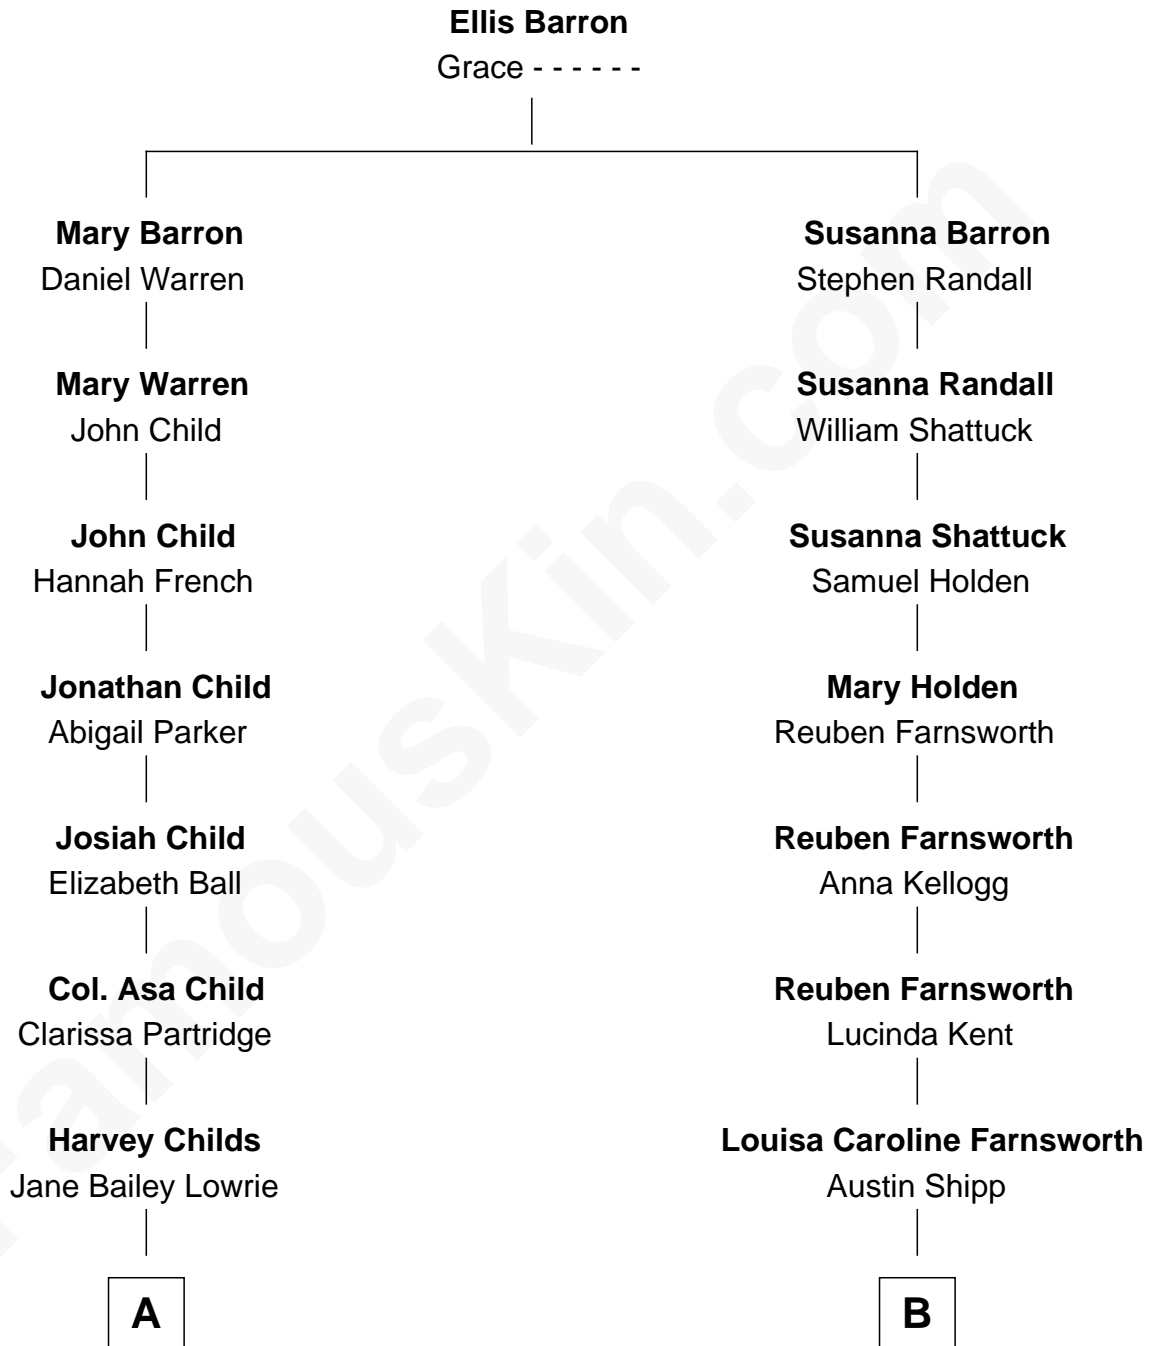 Ellis Barron
Grace - - - - - -
Mary Barron
Daniel Warren
Susanna Barron
Stephen Randall
Mary Warren
John Child
Susanna Randall
William Shattuck
John Child
Hannah French
Susanna Shattuck
Samuel Holden
Jonathan Child
Abigail Parker
Mary Holden
Reuben Farnsworth
Josiah Child
Elizabeth Ball
Reuben Farnsworth
Anna Kellogg
Col. Asa Child
Clarissa Partridge
Reuben Farnsworth
Lucinda Kent
Harvey Childs
Jane Bailey Lowrie
Louisa Caroline Farnsworth
Austin Shipp
A
B
FamousKin.com